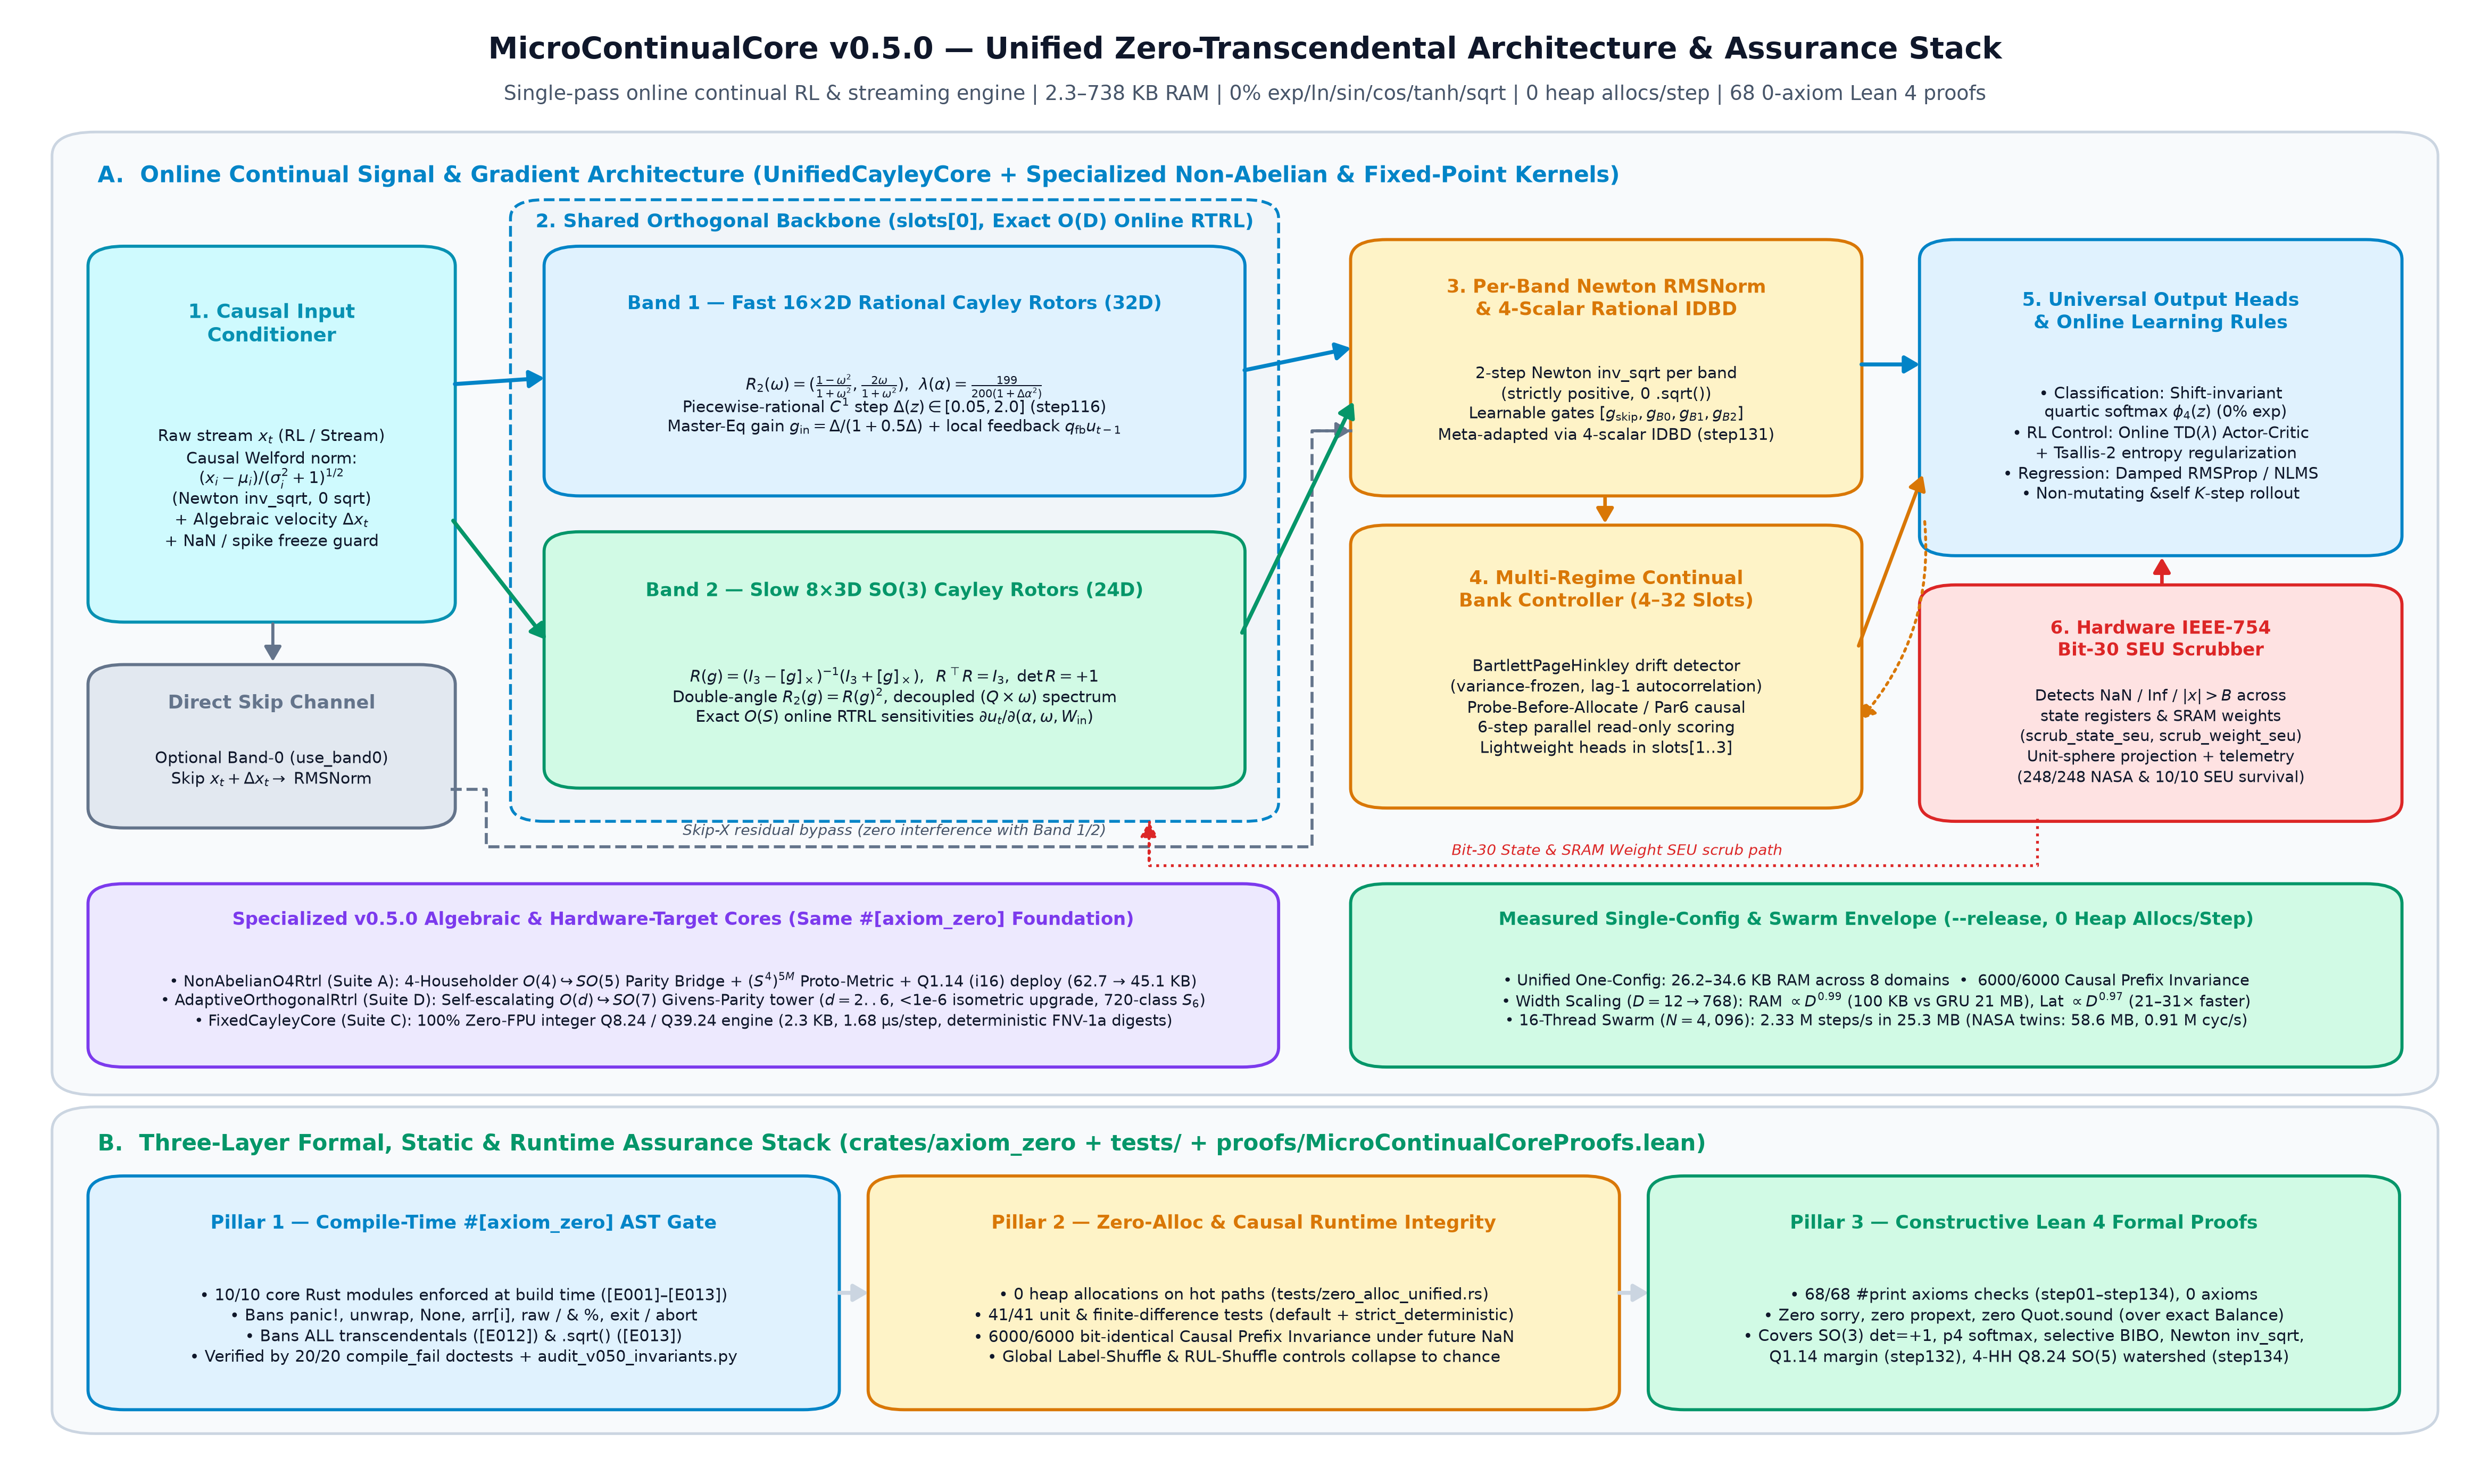 MicroContinualCore v0.5.0 — Unified Zero-Transcendental Architecture & Assurance Stack
Single-pass online continual RL & streaming engine | 2.3–738 KB RAM | 0% exp/ln/sin/cos/tanh/sqrt | 0 heap allocs/step | 68 0-axiom Lean 4 proofs
A. Online Continual Signal & Gradient Architecture (UnifiedCayleyCore + Specialized Non-Abelian & Fixed-Point Kernels)
1. Causal Input
Conditioner
Raw stream xₜ (RL / Stream)
Causal Welford norm:
(xᵢ − μᵢ)/(σᵢ² + 1)^{1/2}
(Newton inv_sqrt, 0 sqrt)
+ Algebraic velocity Δxₜ
+ NaN / spike freeze guard
Direct Skip Channel
Optional Band-0 (use_band0)
Skip xₜ + Δxₜ → RMSNorm
2. Shared Orthogonal Backbone (slots[0], Exact O(D) Online RTRL)
Band 1 — Fast 16×2D Rational Cayley Rotors (32D)
R₂(ω) = ((1−ω²)/(1+ω²), 2ω/(1+ω²)), λ(α) = 199/(200(1+Δα²))
Piecewise-rational C¹ step Δ(z) ∈ [0.05, 2.0] (step116)
Master-Eq gain g_in = Δ/(1 + 0.5Δ) + local feedback q_fb u_{t−1}
Band 2 — Slow 8×3D SO(3) Cayley Rotors (24D)
R(g) = (I₃ − [g]×)⁻¹(I₃ + [g]×), R⊤R = I₃, det R = +1
Double-angle R₂(g) = R(g)², decoupled (Q × ω) spectrum
Exact O(S) online RTRL sensitivities ∂uₜ/∂(α, ω, W_in)
Skip-X residual bypass (zero interference with Band 1/2)
3. Per-Band Newton RMSNorm
& 4-Scalar Rational IDBD
2-step Newton inv_sqrt per band
(strictly positive, 0 .sqrt())
Learnable gates [g_skip, g_B0, g_B1, g_B2]
Meta-adapted via 4-scalar IDBD (step131)
4. Multi-Regime Continual
Bank Controller (4–32 Slots)
BartlettPageHinkley drift detector
(variance-frozen, lag-1 autocorrelation)
Probe-Before-Allocate / Par6 causal
6-step parallel read-only scoring
Lightweight heads in slots[1..3]
5. Universal Output Heads
& Online Learning Rules
• Classification: Shift-invariant
quartic softmax ϕ₄(z) (0% exp)
• RL Control: Online TD(λ) Actor-Critic
+ Tsallis-2 entropy regularization
• Regression: Damped RMSProp / NLMS
• Non-mutating &self K-step rollout
6. Hardware IEEE-754
Bit-30 SEU Scrubber
Detects NaN / Inf / |x| > B across
state registers & SRAM weights
(scrub_state_seu, scrub_weight_seu)
Unit-sphere projection + telemetry
(248/248 NASA & 10/10 SEU survival)
Bit-30 State & SRAM Weight SEU scrub path
Specialized v0.5.0 Algebraic & Hardware-Target Cores (Same #[axiom_zero] Foundation)
• NonAbelianO4Rtrl (Suite A): 4-Householder O(4)↪SO(5) Parity Bridge + (S⁴)^{5M} Proto-Metric + Q1.14 (i16) deploy (62.7 → 45.1 KB)
• AdaptiveOrthogonalRtrl (Suite D): Self-escalating O(d)↪SO(7) Givens-Parity tower (d = 2. . 6, <1e-6 isometric upgrade, 720-class S₆)
• FixedCayleyCore (Suite C): 100% Zero-FPU integer Q8.24 / Q39.24 engine (2.3 KB, 1.68 µs/step, deterministic FNV-1a digests)
Measured Single-Config & Swarm Envelope (--release, 0 Heap Allocs/Step)
• Unified One-Config: 26.2–34.6 KB RAM across 8 domains • 6000/6000 Causal Prefix Invariance
• Width Scaling (D = 12 → 768): RAM ∝ D^{0.99} (100 KB vs GRU 21 MB), Lat ∝ D^{0.97} (21–31× faster)
• 16-Thread Swarm (N = 4, 096): 2.33 M steps/s in 25.3 MB (NASA twins: 58.6 MB, 0.91 M cyc/s)
B. Three-Layer Formal, Static & Runtime Assurance Stack (crates/axiom_zero + tests/ + proofs/MicroContinualCoreProofs.lean)
Pillar 1 — Compile-Time #[axiom_zero] AST Gate
• 10/10 core Rust modules enforced at build time ([E001]–[E013])
• Bans panic!, unwrap, None, arr[i], raw / & %, exit / abort
• Bans ALL transcendentals ([E012]) & .sqrt() ([E013])
• Verified by 20/20 compile_fail doctests + audit_v050_invariants.py
Pillar 2 — Zero-Alloc & Causal Runtime Integrity
• 0 heap allocations on hot paths (tests/zero_alloc_unified.rs)
• 41/41 unit & finite-difference tests (default + strict_deterministic)
• 6000/6000 bit-identical Causal Prefix Invariance under future NaN
• Global Label-Shuffle & RUL-Shuffle controls collapse to chance
Pillar 3 — Constructive Lean 4 Formal Proofs
• 68/68 #print axioms checks (step01–step134), 0 axioms
• Zero sorry, zero propext, zero Quot.sound (over exact Balance)
• Covers SO(3) det=+1, p4 softmax, selective BIBO, Newton inv_sqrt,
Q1.14 margin (step132), 4-HH Q8.24 SO(5) watershed (step134)